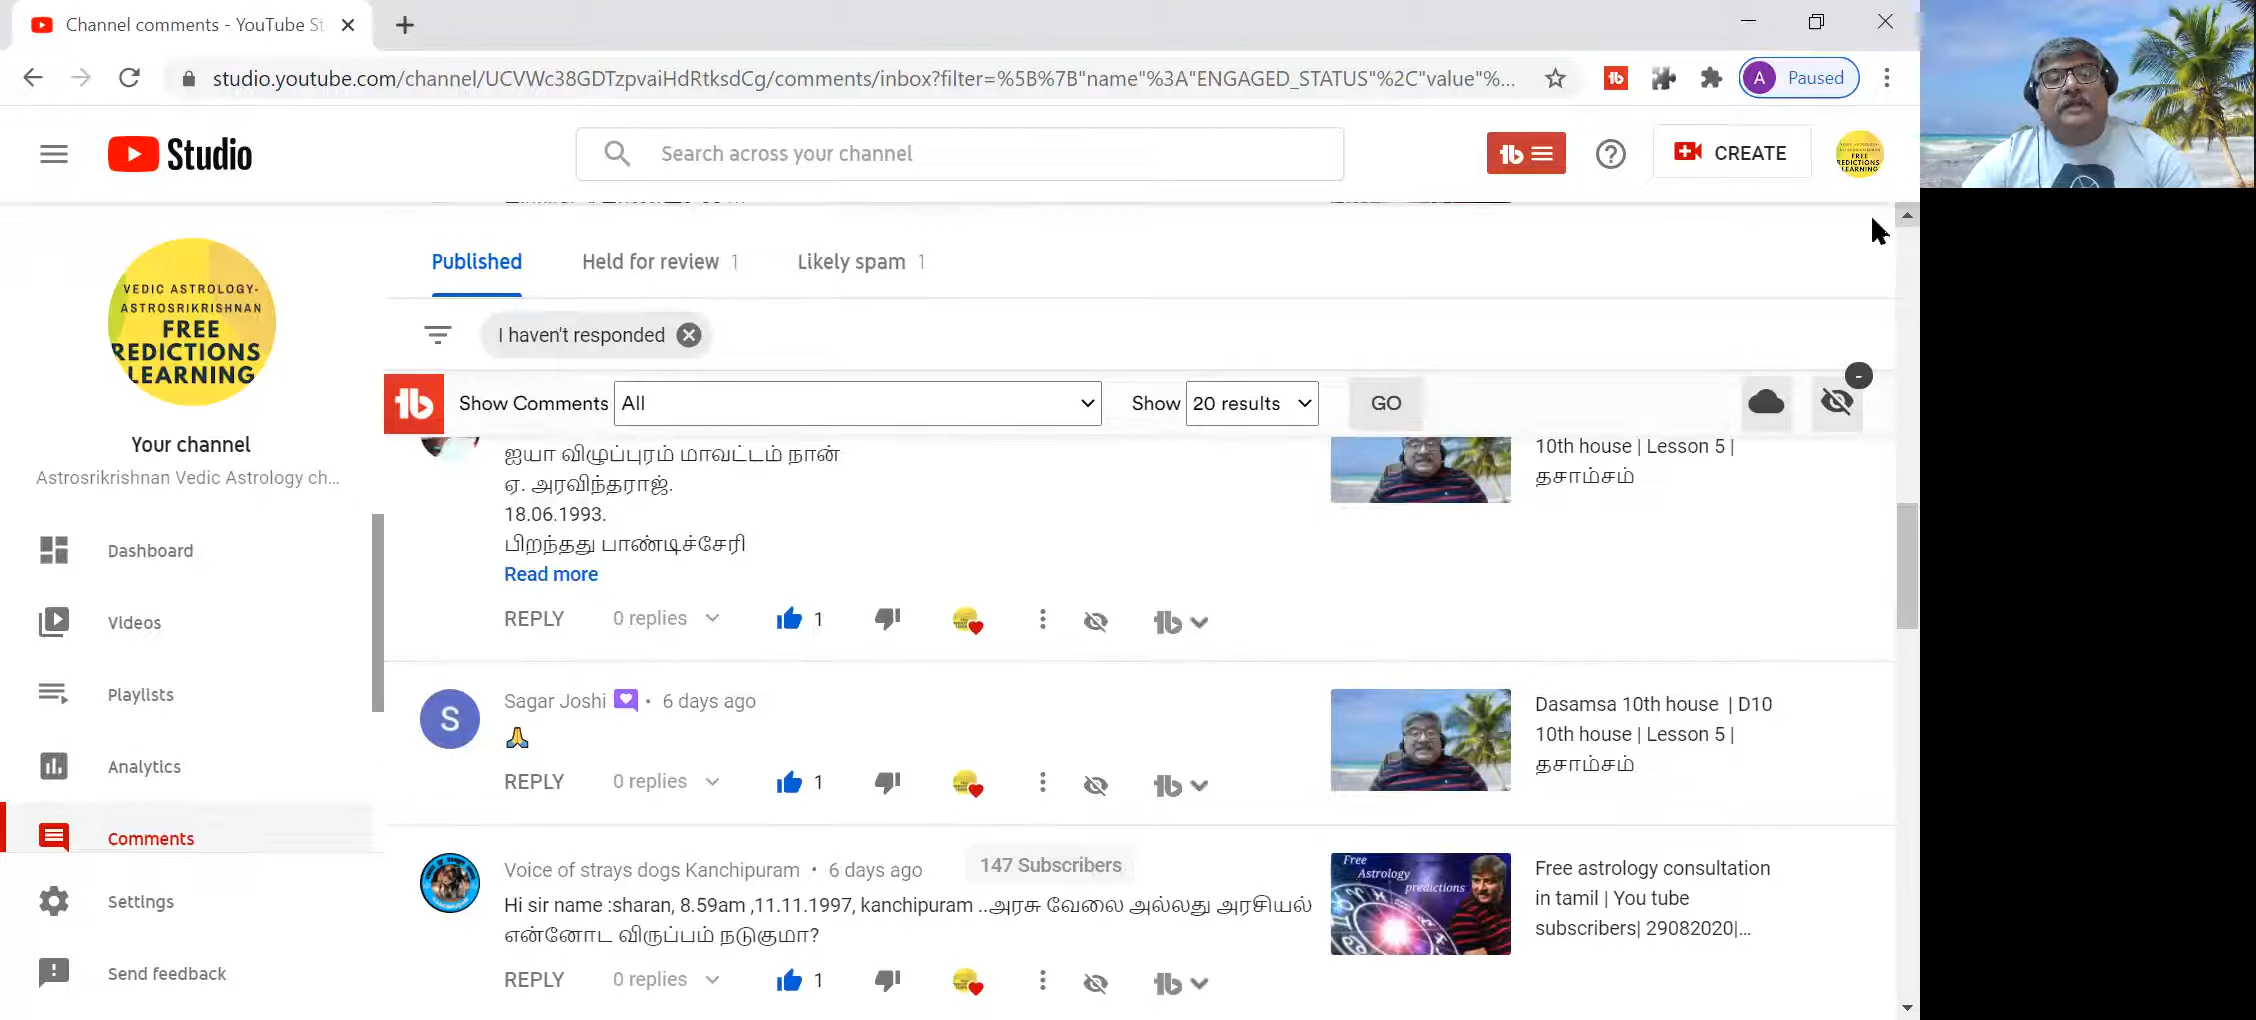 Channel comments - YouTube St
studio.youtube.com/channel/UCVWc38GDTzpvaiHdRtksdCg/comments/inbox?filter=%5B%7B"name"%3A"ENGAGED_STATUS"%2C"value"%...
A Paused
Studio
Search across your channel
CREATE
Published
Held for review 1
Likely spam 1
I haven't responded
Show Comments All
Show 20 results
GO
VEDIC ASTROLOGY-
ASTROSRIKRISHNAN
FREE
REDICTIONS
LEARNING
Your channel
Astrosrikrishnan Vedic Astrology ch...
Dashboard
Videos
Playlists
Analytics
Comments
Settings
Send feedback
ஐயா விழுப்புரம் மாவட்டம் நான்
ஏ. அரவிந்தராஜ்.
18.06.1993.
பிறந்தது பாண்டிச்சேரி
Read more
REPLY 0 replies 1
10th house | Lesson 5 |
தசாம்சம்
Sagar Joshi • 6 days ago
🙏
REPLY 0 replies 1
Dasamsa 10th house | D10
10th house | Lesson 5 |
தசாம்சம்
Voice of strays dogs Kanchipuram • 6 days ago
147 Subscribers
Hi sir name :sharan, 8.59am ,11.11.1997, kanchipuram ..அரசு வேலை அல்லது அரசியல்
என்னோட விருப்பம் நடுகுமா?
REPLY 0 replies 1
Free
Astrology
predictions
Free astrology consultation
in tamil | You tube
subscribers| 29082020|...